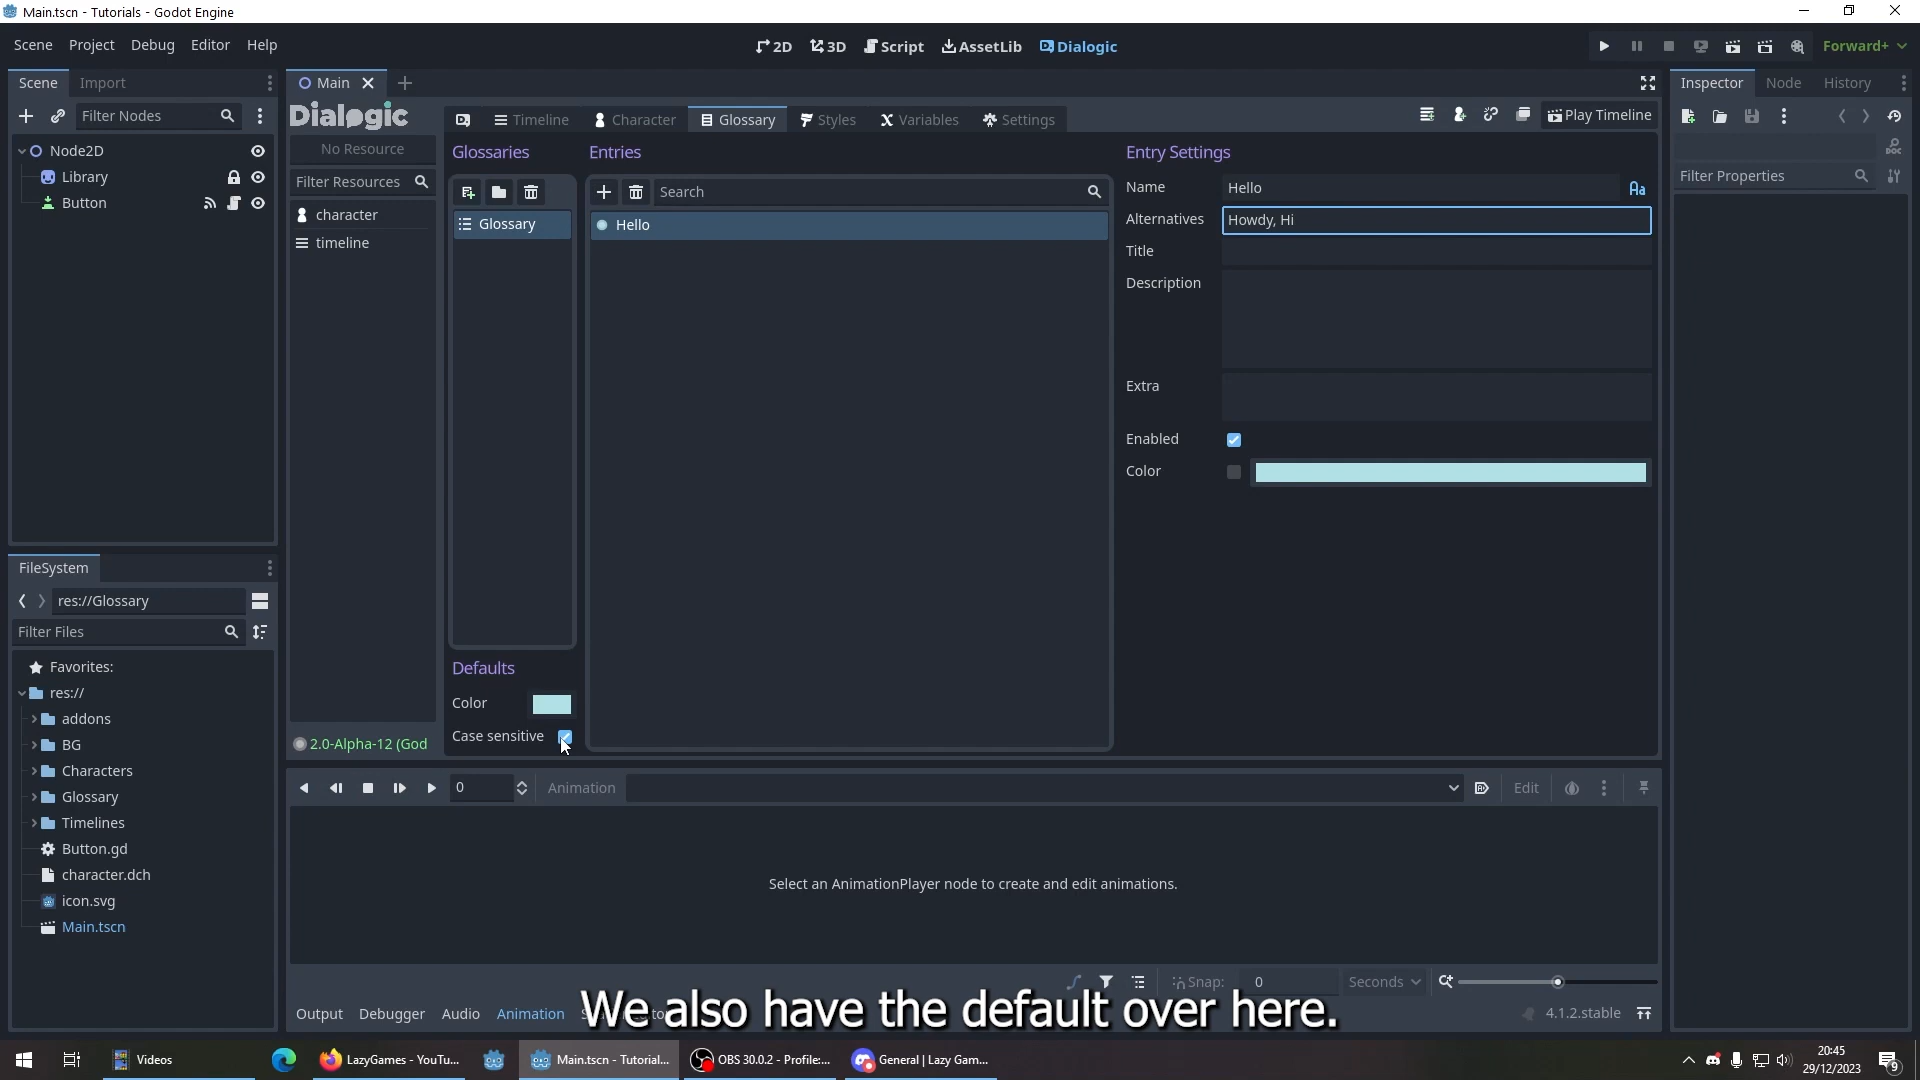 Main.tscn - Tutorials - Godot Engine
Scene Project Debug Editor Help
2D 3D Script AssetLib Dialogic
Forward+
Scene Import
Main
Inspector Node History
Filter Nodes
Dialogic
Timeline Character Glossary Styles Variables Settings
Play Timeline
No Resource
Glossaries Entries Entry Settings
Node2D
Library
Button
Filter Resources
character
timeline
Search
Glossary
Hello
Name Hello
Aa
Alternatives Howdy, Hi
Title
Description
Extra
Enabled
Color
Filter Properties
DOC
FileSystem
res://Glossary
Filter Files
Favorites:
res://
addons
BG
Characters
Glossary
Timelines
Button.gd
character.dch
icon.svg
Main.tscn
Defaults
Color
Case sensitive
2.0-Alpha-12 (God
0 Animation Edit
Select an AnimationPlayer node to create and edit animations.
Snap: 0 Seconds
Output Debugger Audio Animation
4.1.2.stable
We also have the default over here.
Videos
LazyGames - YouTu...
Main.tscn - Tutorial...
OBS 30.0.2 - Profile:...
General | Lazy Gam...
20:45
29/12/2023
9